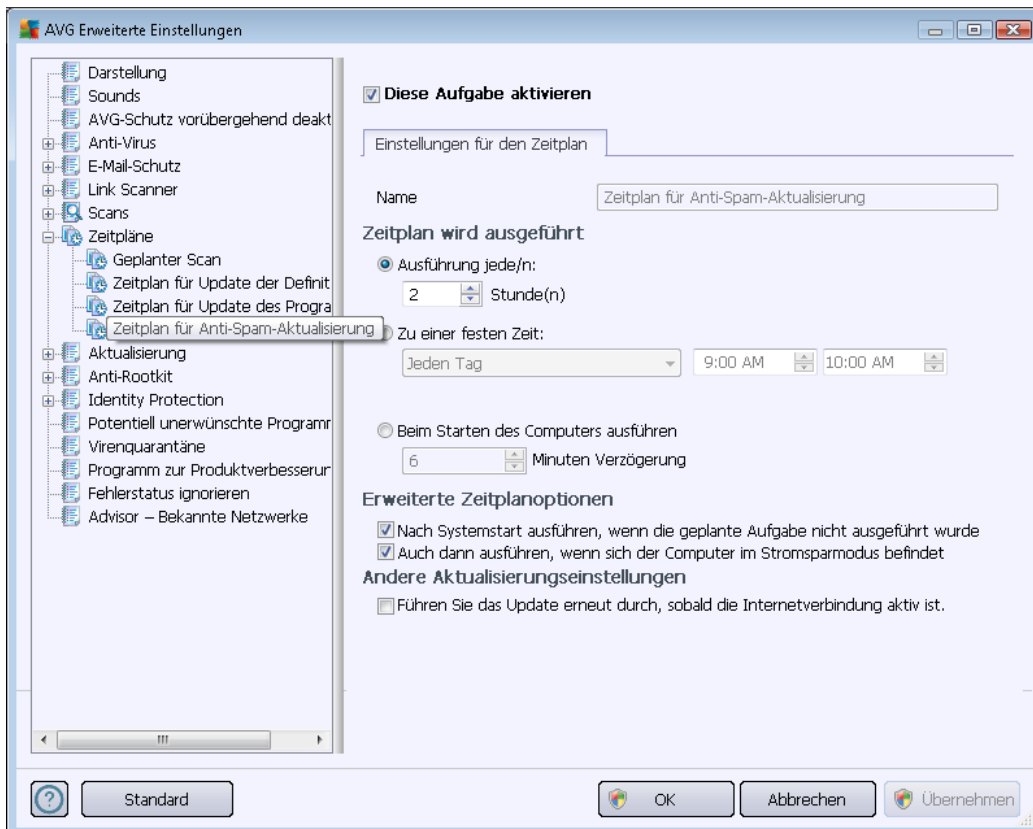 AVG Erweiterte Einstellungen
Darstellung
Sounds
AVG-Schutz vorübergehend deakt
Anti-Virus
E-Mail-Schutz
Link Scanner
Scans
Zeitpläne
Geplanter Scan
Zeitplan für Update der Definit
Zeitplan für Update des Progra
Zeitplan für Anti-Spam-Aktualisierung
Aktualisierung
Anti-Rootkit
Identity Protection
Potentiell unerwünschte Programr
Virenquarantäne
Programm zur Produktverbesserur
Fehlerstatus ignorieren
Advisor – Bekannte Netzwerke
Diese Aufgabe aktivieren
Einstellungen für den Zeitplan
Name Zeitplan für Anti-Spam-Aktualisierung
Zeitplan wird ausgeführt
Ausführung jede/n:
2 Stunde(n)
Zu einer festen Zeit:
Jeden Tag 9:00 AM 10:00 AM
Beim Starten des Computers ausführen
6 Minuten Verzögerung
Erweiterte Zeitplanoptionen
Nach Systemstart ausführen, wenn die geplante Aufgabe nicht ausgeführt wurde
Auch dann ausführen, wenn sich der Computer im Stromsparmodus befindet
Andere Aktualisierungseinstellungen
Führen Sie das Update erneut durch, sobald die Internetverbindung aktiv ist.
? Standard OK Abbrechen Übernehmen